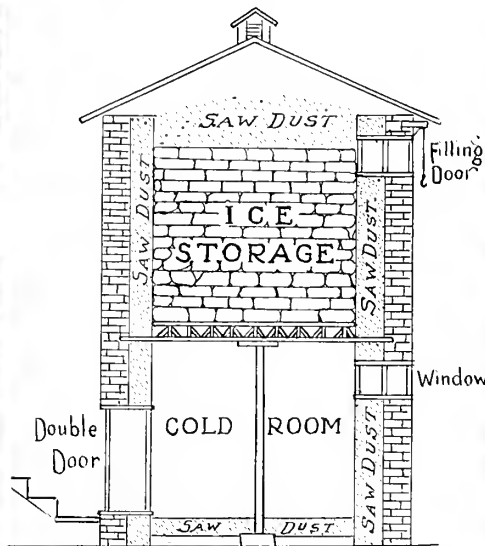 SAW DUST
Filling
Door
SAW DUST
ICE
STORAGE
SAW DUST
Window
Double
Door
COLD ROOM
SAW DUST
SAW DUST